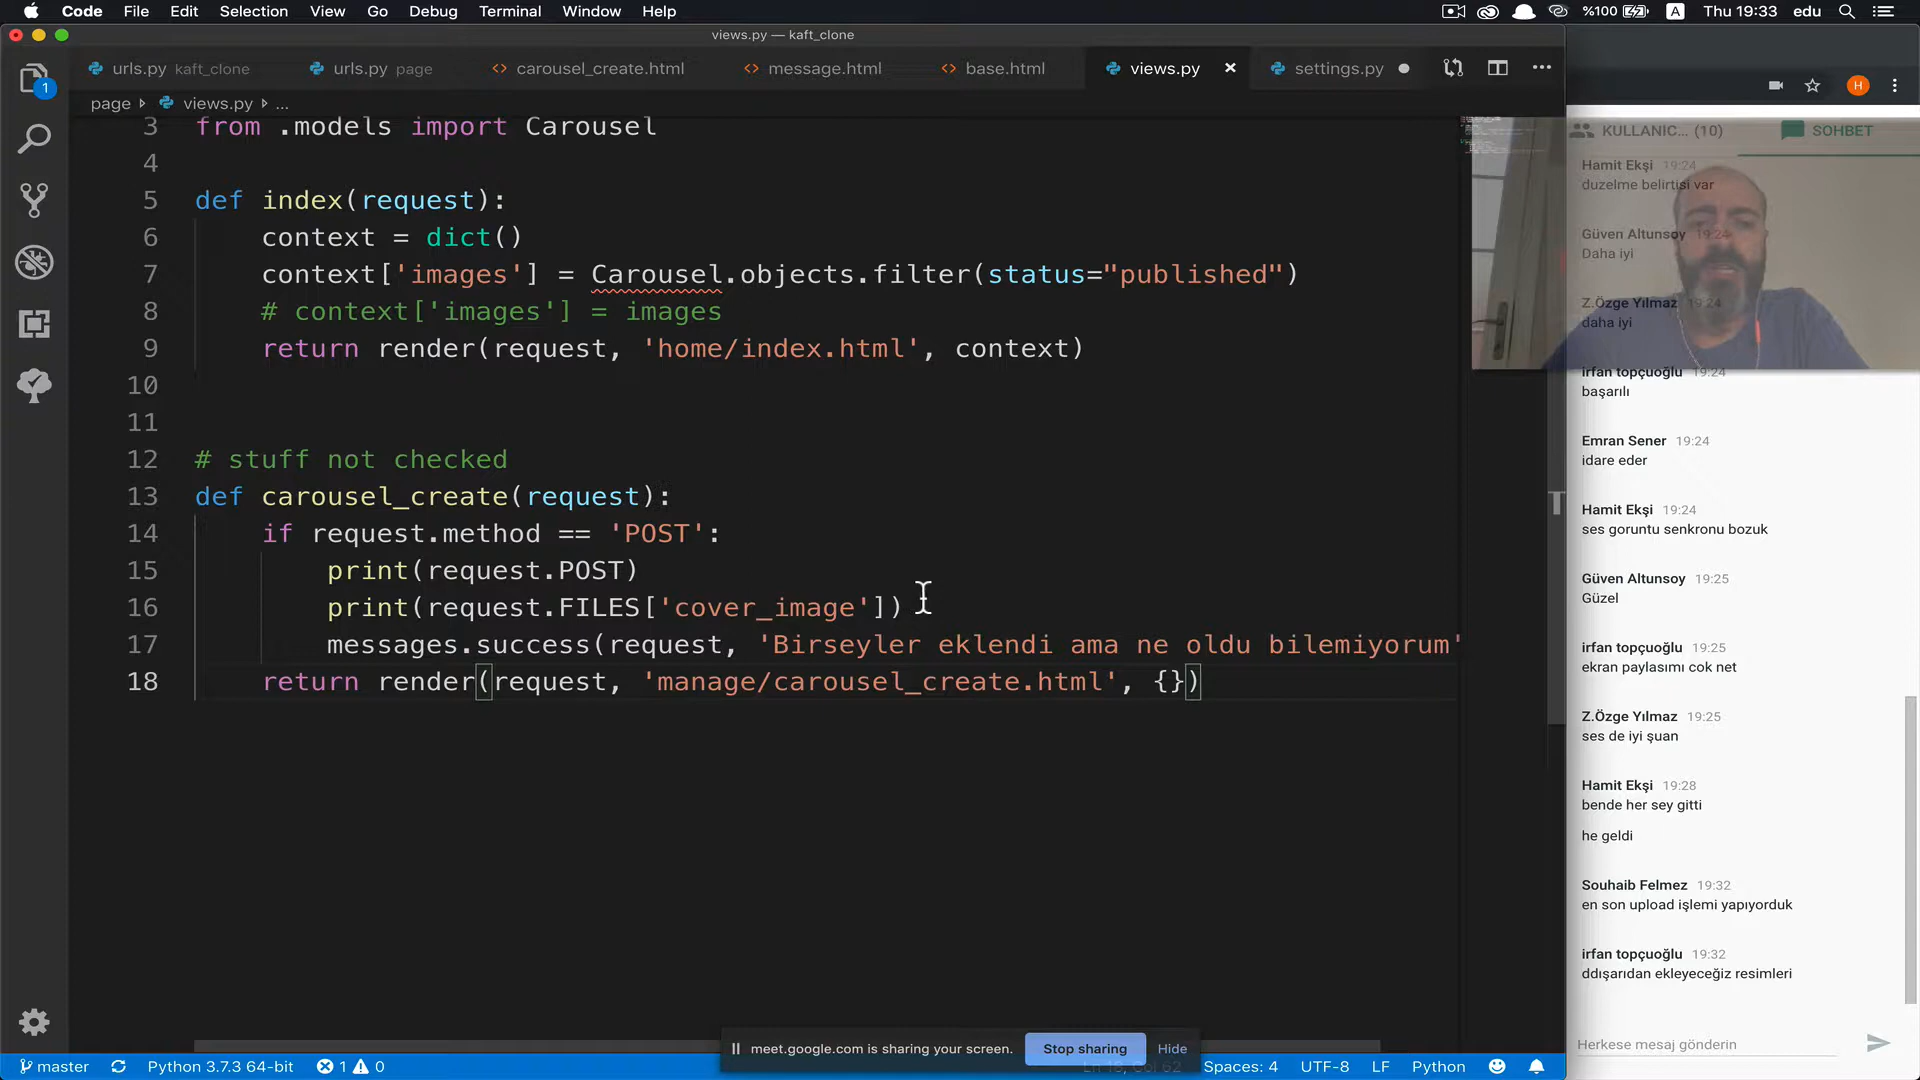 Code File Edit Selection View Go Debug Terminal Window Help
%100 A Thu 19:33 edu
views.py — kaft_clone
urls.py kaft_clone urls.py page carousel_create.html message.html base.html views.py settings.py
page views.py ...
3 from .models import Carousel
4
5 def index(request):
6 context = dict()
7 context['images'] = Carousel.objects.filter(status="published")
8 # context['images'] = images
9 return render(request, 'home/index.html', context)
10
11
12 # stuff not checked
13 def carousel_create(request):
14 if request.method == 'POST':
15 print(request.POST)
16 print(request.FILES['cover_image'])
17 messages.success(request, 'Birseyler eklendi ama ne oldu bilemiyorum'
18 return render(request, 'manage/carousel_create.html', {})
1
H
KULLANIC... (10) SOHBET
Hamit Ekşi 19:24
duzelme belirtisi var
Güven Altunsoy 19:24
Daha iyi
Z.Özge Yılmaz 19:24
daha iyi
irfan topçuoğlu 19:24
başarılı
Emran Sener 19:24
idare eder
Hamit Ekşi 19:24
ses goruntu senkronu bozuk
Güven Altunsoy 19:25
Güzel
irfan topçuoğlu 19:25
ekran paylasımı cok net
Z.Özge Yılmaz 19:25
ses de iyi şuan
Hamit Ekşi 19:28
bende her sey gitti
he geldi
Souhaib Felmez 19:32
en son upload işlemi yapıyorduk
irfan topçuoğlu 19:32
ddışarıdan ekleyeceğiz resimleri
Herkese mesaj gönderin
meet.google.com is sharing your screen. Stop sharing Hide
master Python 3.7.3 64-bit 1 0 Ln 18, Col 62 Spaces: 4 UTF-8 LF Python